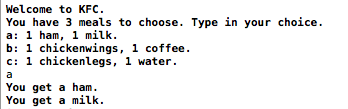 Welcome to KFC.
You have 3 meals to choose. Type in your choice.
a: 1 ham, 1 milk.
b: 1 chickenwings, 1 coffee.
c: 1 chickenlegs, 1 water.
a
You get a ham.
You get a milk.